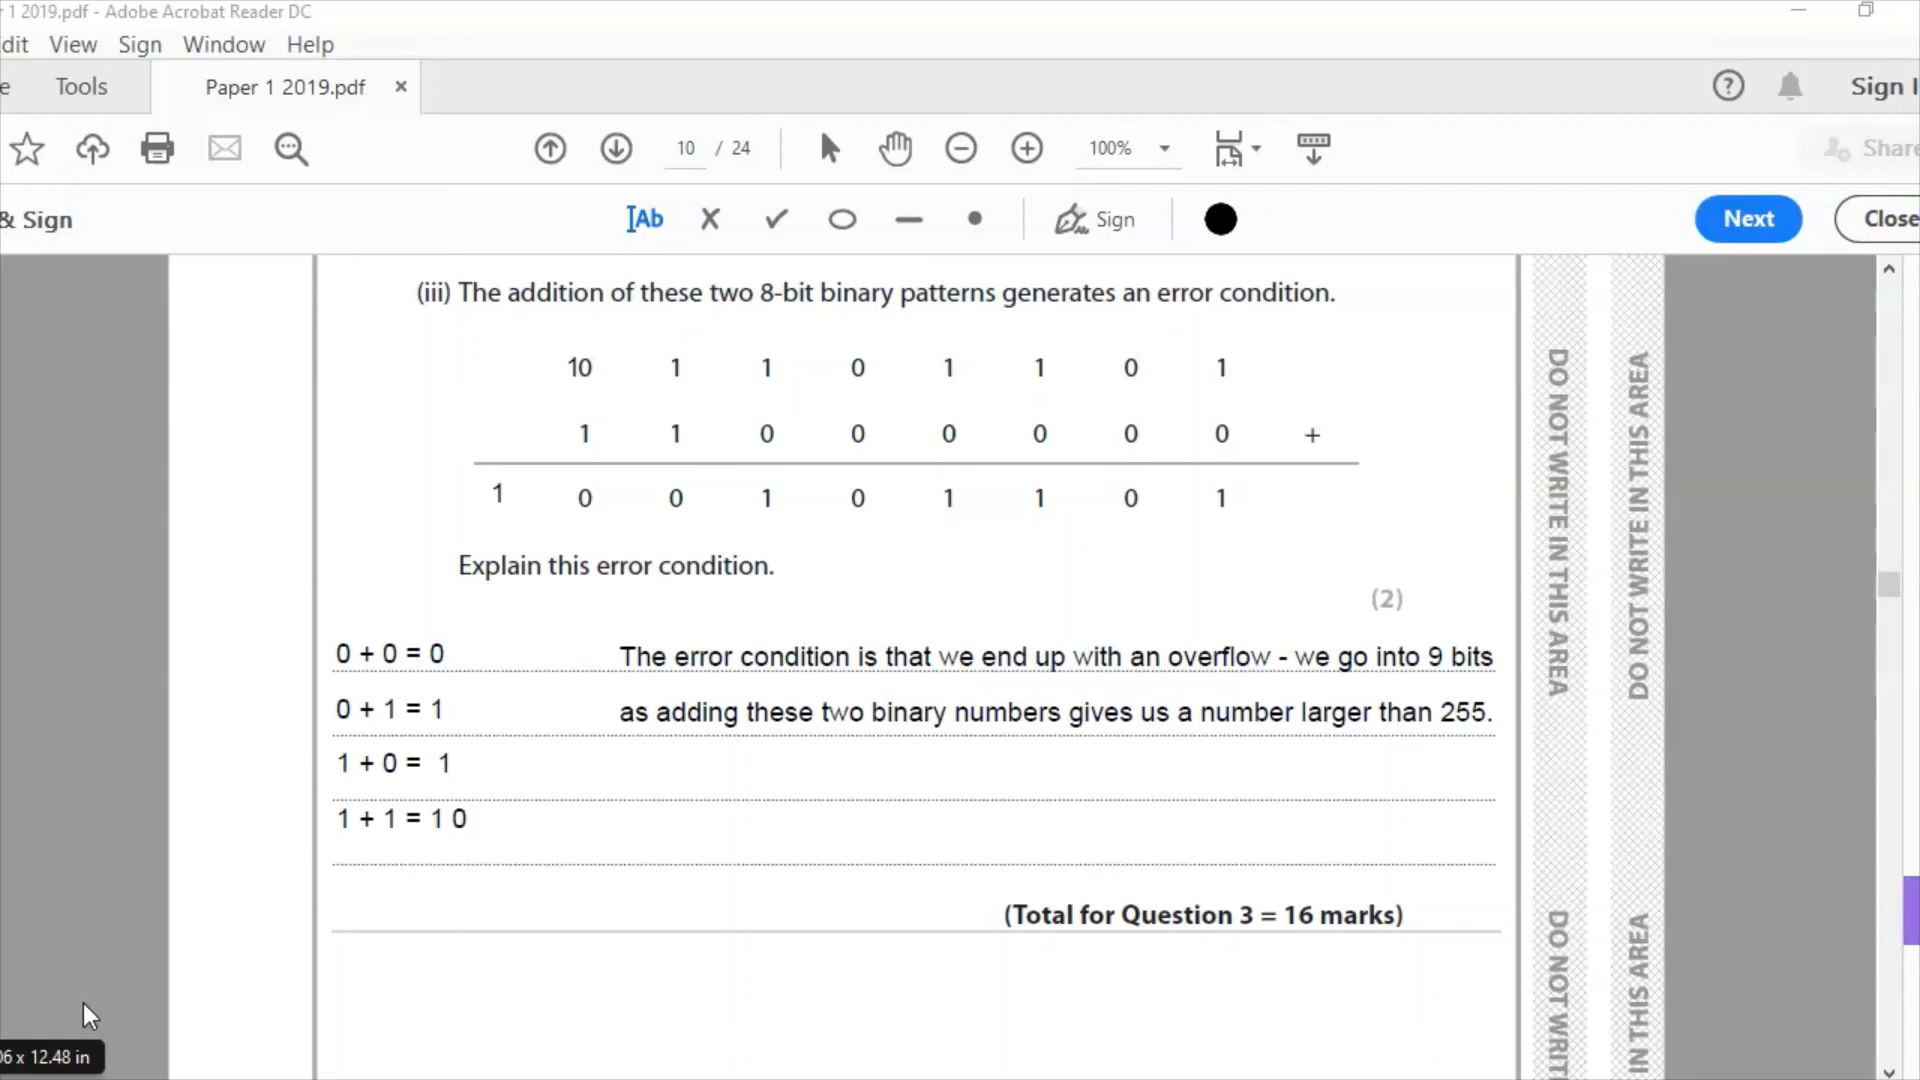 r 1 2019.pdf - Adobe Acrobat Reader DC
dit View Sign Window Help
e Tools Paper 1 2019.pdf × Sign I
10 / 24 100% Share
& Sign Ab Sign Next Close
(iii) The addition of these two 8-bit binary patterns generates an error condition.
10 1 1 0 1 1 0 1
1 1 0 0 0 0 0 0 +
1 0 0 1 0 1 1 0 1
Explain this error condition.
(2)
0 + 0 = 0 The error condition is that we end up with an overflow - we go into 9 bits
0 + 1 = 1 as adding these two binary numbers gives us a number larger than 255.
1 + 0 = 1
1 + 1 = 1 0
(Total for Question 3 = 16 marks)
DO NOT WRITE IN THIS AREA
DO NOT WRITE IN THIS AREA
DO NOT WRIT
IN THIS AREA
06 x 12.48 in